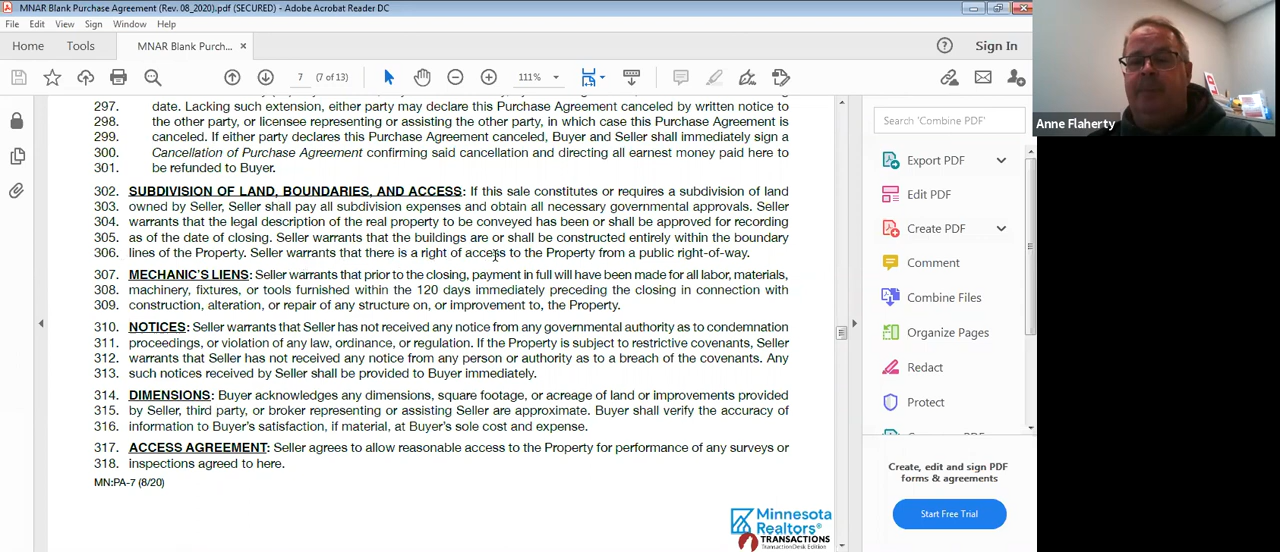 MNAR Blank Purchase Agreement (Rev. 08_2020).pdf (SECURED) - Adobe Acrobat Reader DC
File Edit View Sign Window Help
Home Tools MNAR Blank Purch... × Sign In
7 (7 of 13) 111%
297. date. Lacking such extension, either party may declare this Purchase Agreement canceled by written notice to
298. the other party, or licensee representing or assisting the other party, in which case this Purchase Agreement is
299. canceled. If either party declares this Purchase Agreement canceled, Buyer and Seller shall immediately sign a
300. Cancellation of Purchase Agreement confirming said cancellation and directing all earnest money paid here to
301. be refunded to Buyer.
302. SUBDIVISION OF LAND, BOUNDARIES, AND ACCESS: If this sale constitutes or requires a subdivision of land
303. owned by Seller, Seller shall pay all subdivision expenses and obtain all necessary governmental approvals. Seller
304. warrants that the legal description of the real property to be conveyed has been or shall be approved for recording
305. as of the date of closing. Seller warrants that the buildings are or shall be constructed entirely within the boundary
306. lines of the Property. Seller warrants that there is a right of access to the Property from a public right-of-way.
307. MECHANIC'S LIENS: Seller warrants that prior to the closing, payment in full will have been made for all labor, materials,
308. machinery, fixtures, or tools furnished within the 120 days immediately preceding the closing in connection with
309. construction, alteration, or repair of any structure on, or improvement to, the Property.
310. NOTICES: Seller warrants that Seller has not received any notice from any governmental authority as to condemnation
311. proceedings, or violation of any law, ordinance, or regulation. If the Property is subject to restrictive covenants, Seller
312. warrants that Seller has not received any notice from any person or authority as to a breach of the covenants. Any
313. such notices received by Seller shall be provided to Buyer immediately.
314. DIMENSIONS: Buyer acknowledges any dimensions, square footage, or acreage of land or improvements provided
315. by Seller, third party, or broker representing or assisting Seller are approximate. Buyer shall verify the accuracy of
316. information to Buyer's satisfaction, if material, at Buyer's sole cost and expense.
317. ACCESS AGREEMENT: Seller agrees to allow reasonable access to the Property for performance of any surveys or
318. inspections agreed to here.
MN:PA-7 (8/20)
Minnesota
Realtors®
TRANSACTIONS
TransactionDesk Edition
Search 'Combine PDF'
Export PDF
Edit PDF
Create PDF
Comment
Combine Files
Organize Pages
Redact
Protect
Create, edit and sign PDF
forms & agreements
Start Free Trial
Anne Flaherty